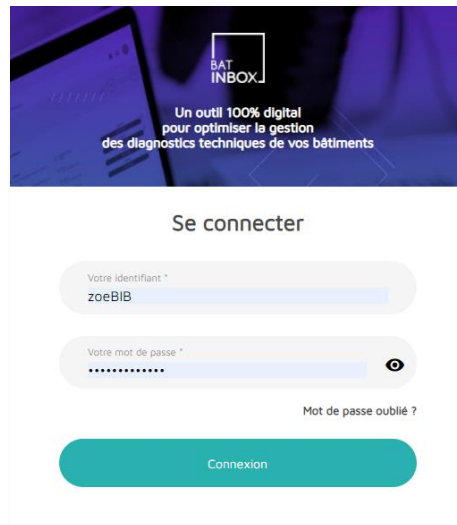 BAT
INBOX
Un outil 100% digital
pour optimiser la gestion
des diagnostics techniques de vos bâtiments
Se connecter
Votre identifiant *
zoeBIB
Votre mot de passe *
•••••••••••••
Mot de passe oublié ?
Connexion